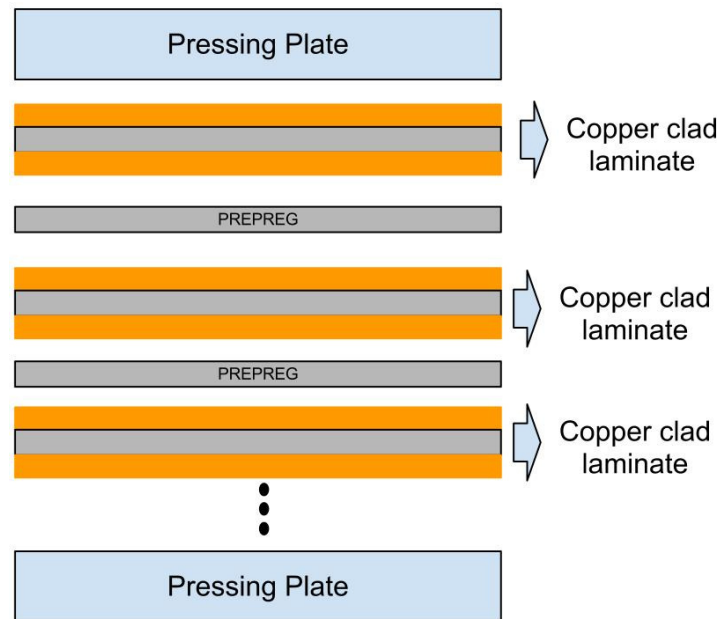 Pressing Plate
Copper clad
laminate
PREPREG
Copper clad
laminate
PREPREG
Copper clad
laminate
Pressing Plate